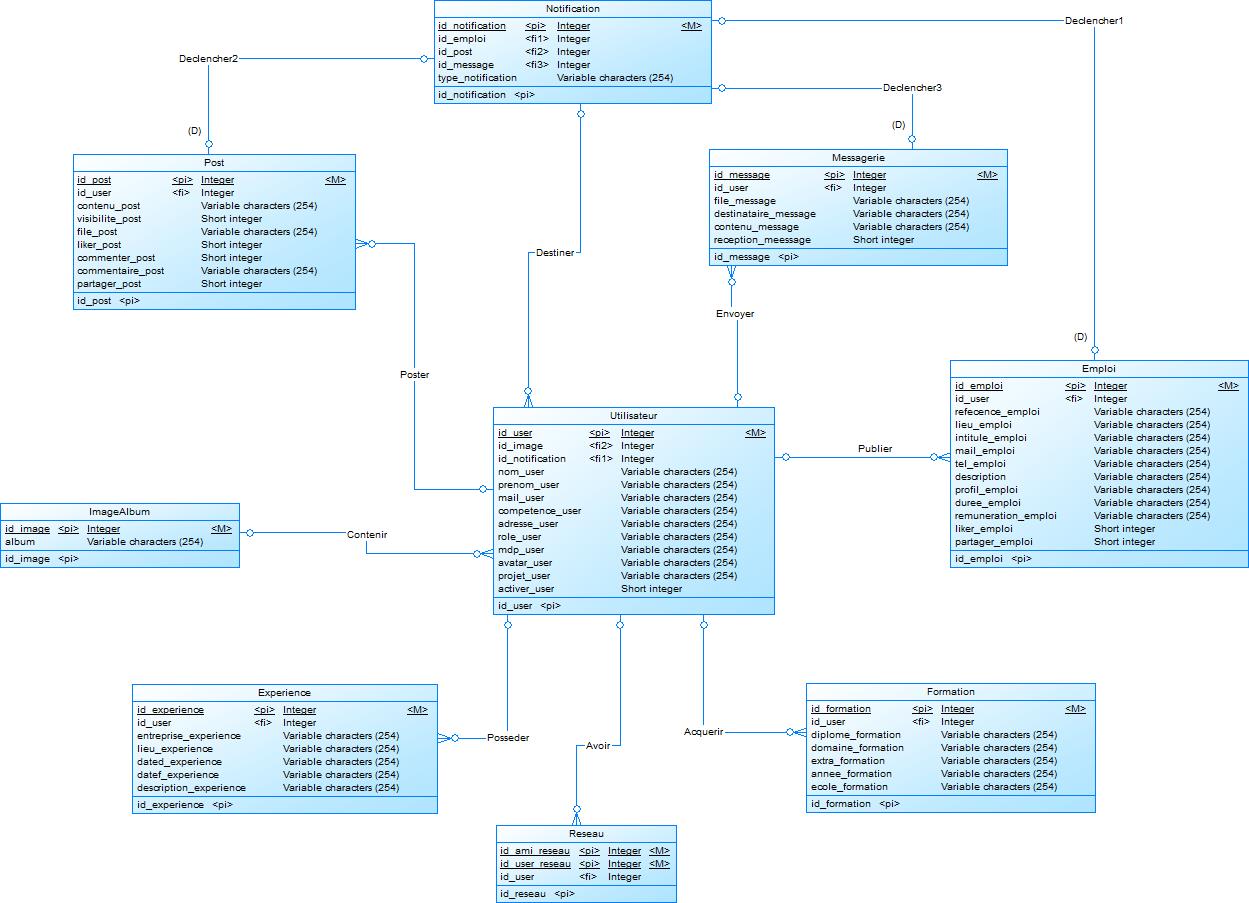 Notification
id_notification <pi> Integer <M>
id_emploi <fi1> Integer
id_post <fi2> Integer
id_message <fi3> Integer
type_notification Variable characters (254)
id_notification <pi>
Declencher1
Declencher2
Declencher3
(D)
(D)
Post
id_post <pi> Integer <M>
id_user <fi> Integer
contenu_post Variable characters (254)
visibilite_post Short integer
file_post Variable characters (254)
liker_post Short integer
commenter_post Short integer
commentaire_post Variable characters (254)
partager_post Short integer
id_post <pi>
Messagerie
id_message <pi> Integer <M>
id_user <fi> Integer
file_message Variable characters (254)
destinataire_message Variable characters (254)
contenu_message Variable characters (254)
reception_meessage Short integer
id_message <pi>
Destiner
Envoyer
(D)
Poster
Emploi
id_emploi <pi> Integer <M>
id_user <fi> Integer
refecence_emploi Variable characters (254)
lieu_emploi Variable characters (254)
intitule_emploi Variable characters (254)
mail_emploi Variable characters (254)
tel_emploi Variable characters (254)
description Variable characters (254)
profil_emploi Variable characters (254)
duree_emploi Variable characters (254)
remuneration_emploi Variable characters (254)
liker_emploi Short integer
partager_emploi Short integer
id_emploi <pi>
Utilisateur
id_user <pi> Integer <M>
id_image <fi2> Integer
id_notification <fi1> Integer
nom_user Variable characters (254)
prenom_user Variable characters (254)
mail_user Variable characters (254)
competence_user Variable characters (254)
adresse_user Variable characters (254)
role_user Variable characters (254)
mdp_user Variable characters (254)
avatar_user Variable characters (254)
projet_user Variable characters (254)
activer_user Short integer
id_user <pi>
Publier
ImageAlbum
id_image <pi> Integer <M>
album Variable characters (254)
id_image <pi>
Contenir
Experience
id_experience <pi> Integer <M>
id_user <fi> Integer
entreprise_experience Variable characters (254)
lieu_experience Variable characters (254)
dated_experience Variable characters (254)
datef_experience Variable characters (254)
description_experience Variable characters (254)
id_experience <pi>
Posseder
Avoir
Acquerir
Formation
id_formation <pi> Integer <M>
id_user <fi> Integer
diplome_formation Variable characters (254)
domaine_formation Variable characters (254)
extra_formation Variable characters (254)
annee_formation Variable characters (254)
ecole_formation Variable characters (254)
id_formation <pi>
Reseau
id_ami_reseau <pi> Integer <M>
id_user_reseau <pi> Integer <M>
id_user <fi> Integer
id_reseau <pi>